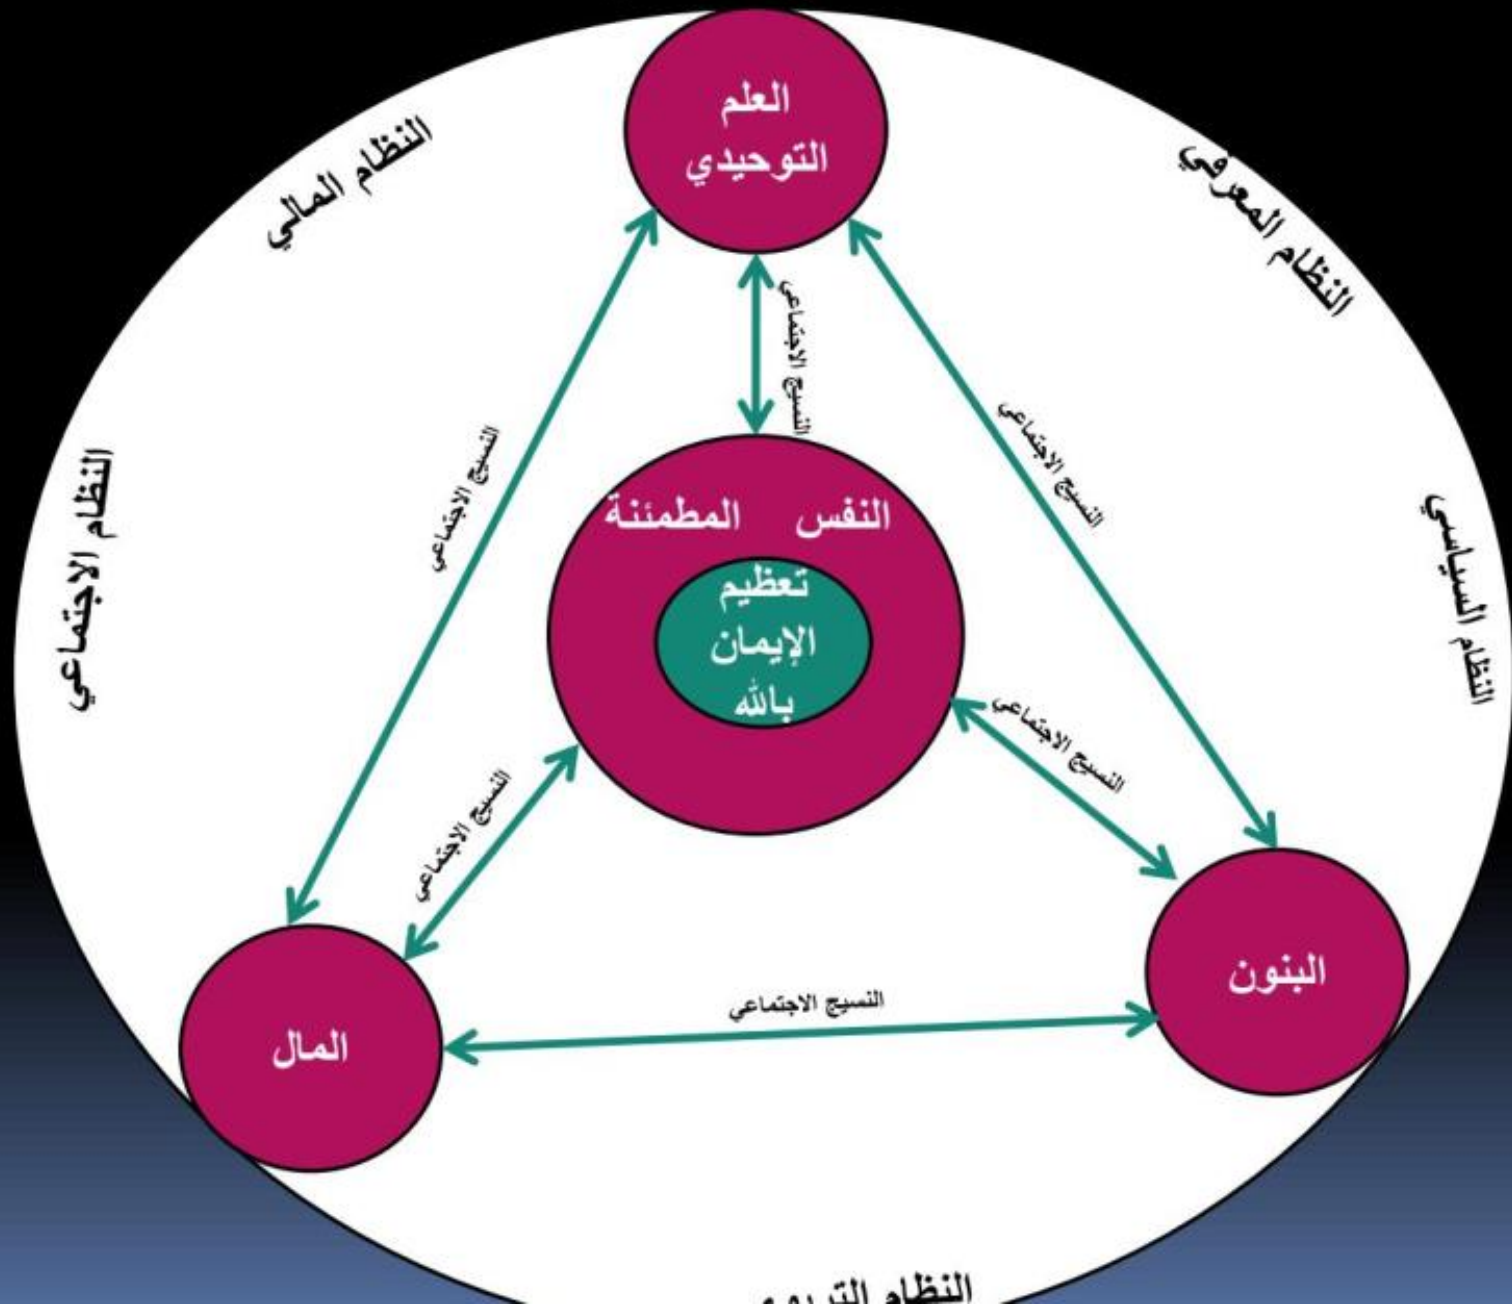 العلم
التوحيدي
النظام المالي
النظام المعرفي
النسيج الاجتماعي
النسيج الاجتماعي
النسيج الاجتماعي
النظام الاجتماعي
النظام السياسي
النفس المطمئنة
تعظيم
الإيمان
بالله
النسيج الاجتماعي
النسيج الاجتماعي
البنون
النسيج الاجتماعي
المال
النظام